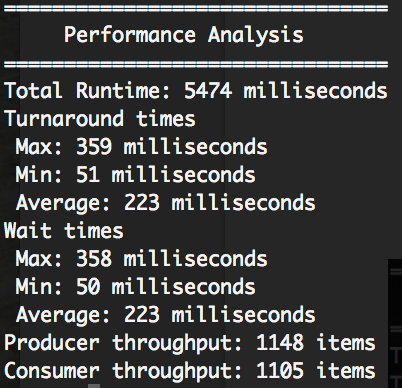 ================================
Performance Analysis
================================
Total Runtime: 5474 milliseconds
Turnaround times
Max: 359 milliseconds
Min: 51 milliseconds
Average: 223 milliseconds
Wait times
Max: 358 milliseconds
Min: 50 milliseconds
Average: 223 milliseconds
Producer throughput: 1148 items
Consumer throughput: 1105 items